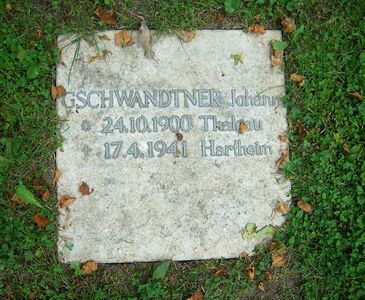 GSCHWANDTNER Johann
* 24.10.1900 Thalgau
+ 17.4.1941 Hartheim